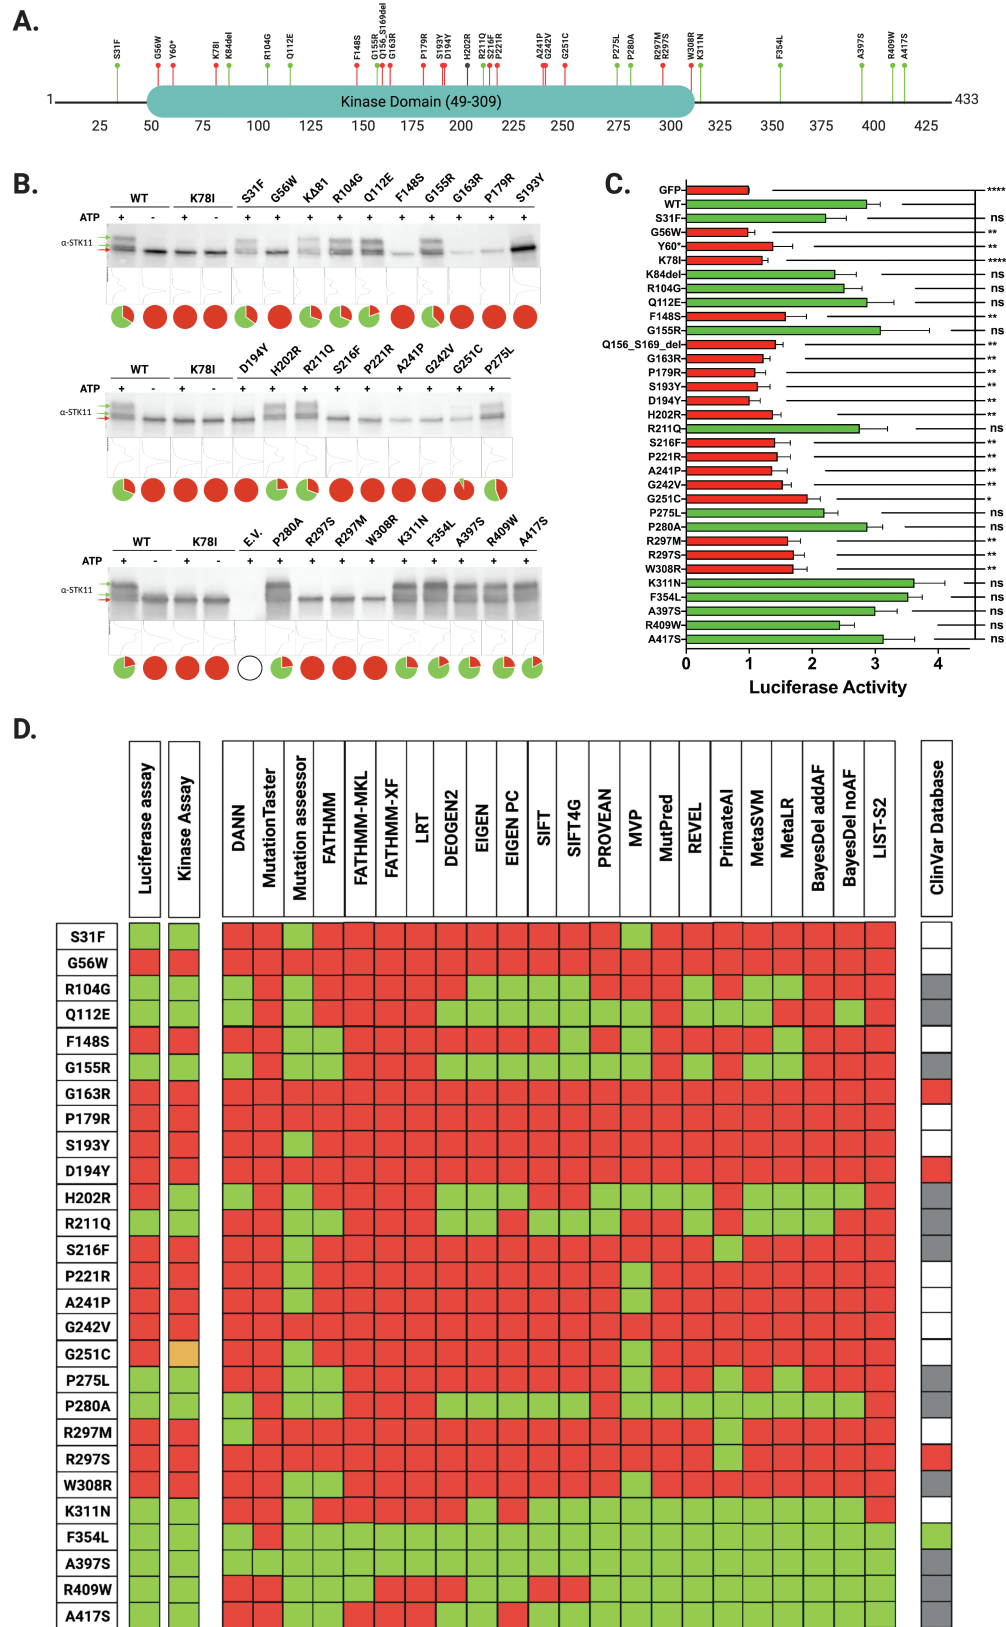 A.
S31F G56W Y60* K78I K84del R104G Q112E F148S G155R G156_S169del G163R P179R S193Y D194Y H202R R211Q S216F P221R A241P G242V G251C P275L P280A R297M R297S W308R K311N F354L A397S R409W A417S
1 Kinase Domain (49-309) 433
25 50 75 100 125 150 175 200 225 250 275 300 325 350 375 400 425
B.
WT K78I S31F G56W KΔ81 R104G Q112E F148S G155R G163R P179R S193Y
ATP + - + - + + + + + + + + + +
α-STK11
WT K78I D194Y H202R R211Q S216F P221R A241P G242V G251C P275L
ATP + - + - + + + + + + + + +
α-STK11
WT K78I E.V. P280A R297S R297M W308R K311N F354L A397S R409W A417S
ATP + - + - + + + + + + + + + +
α-STK11
C.
GFP ****
WT
S31F ns
G56W **
Y60* **
K78I ****
K84del ns
R104G ns
Q112E ns
F148S **
G155R ns
Q156_S169_del **
G163R **
P179R **
S193Y **
D194Y **
H202R **
R211Q ns
S216F **
P221R **
A241P **
G242V **
G251C *
P275L ns
P280A ns
R297M **
R297S **
W308R **
K311N ns
F354L ns
A397S ns
R409W ns
A417S ns
0 1 2 3 4
Luciferase Activity
D.
Luciferase assay
Kinase Assay
DANN
MutationTaster
Mutation assessor
FATHMM
FATHMM-MKL
FATHMM-XF
LRT
DEOGEN2
EIGEN
EIGEN PC
SIFT
SIFT4G
PROVEAN
MVP
MutPred
REVEL
PrimateAI
MetaSVM
MetaLR
BayesDel addAF
BayesDel noAF
LIST-S2
ClinVar Database
S31F
G56W
R104G
Q112E
F148S
G155R
G163R
P179R
S193Y
D194Y
H202R
R211Q
S216F
P221R
A241P
G242V
G251C
P275L
P280A
R297M
R297S
W308R
K311N
F354L
A397S
R409W
A417S